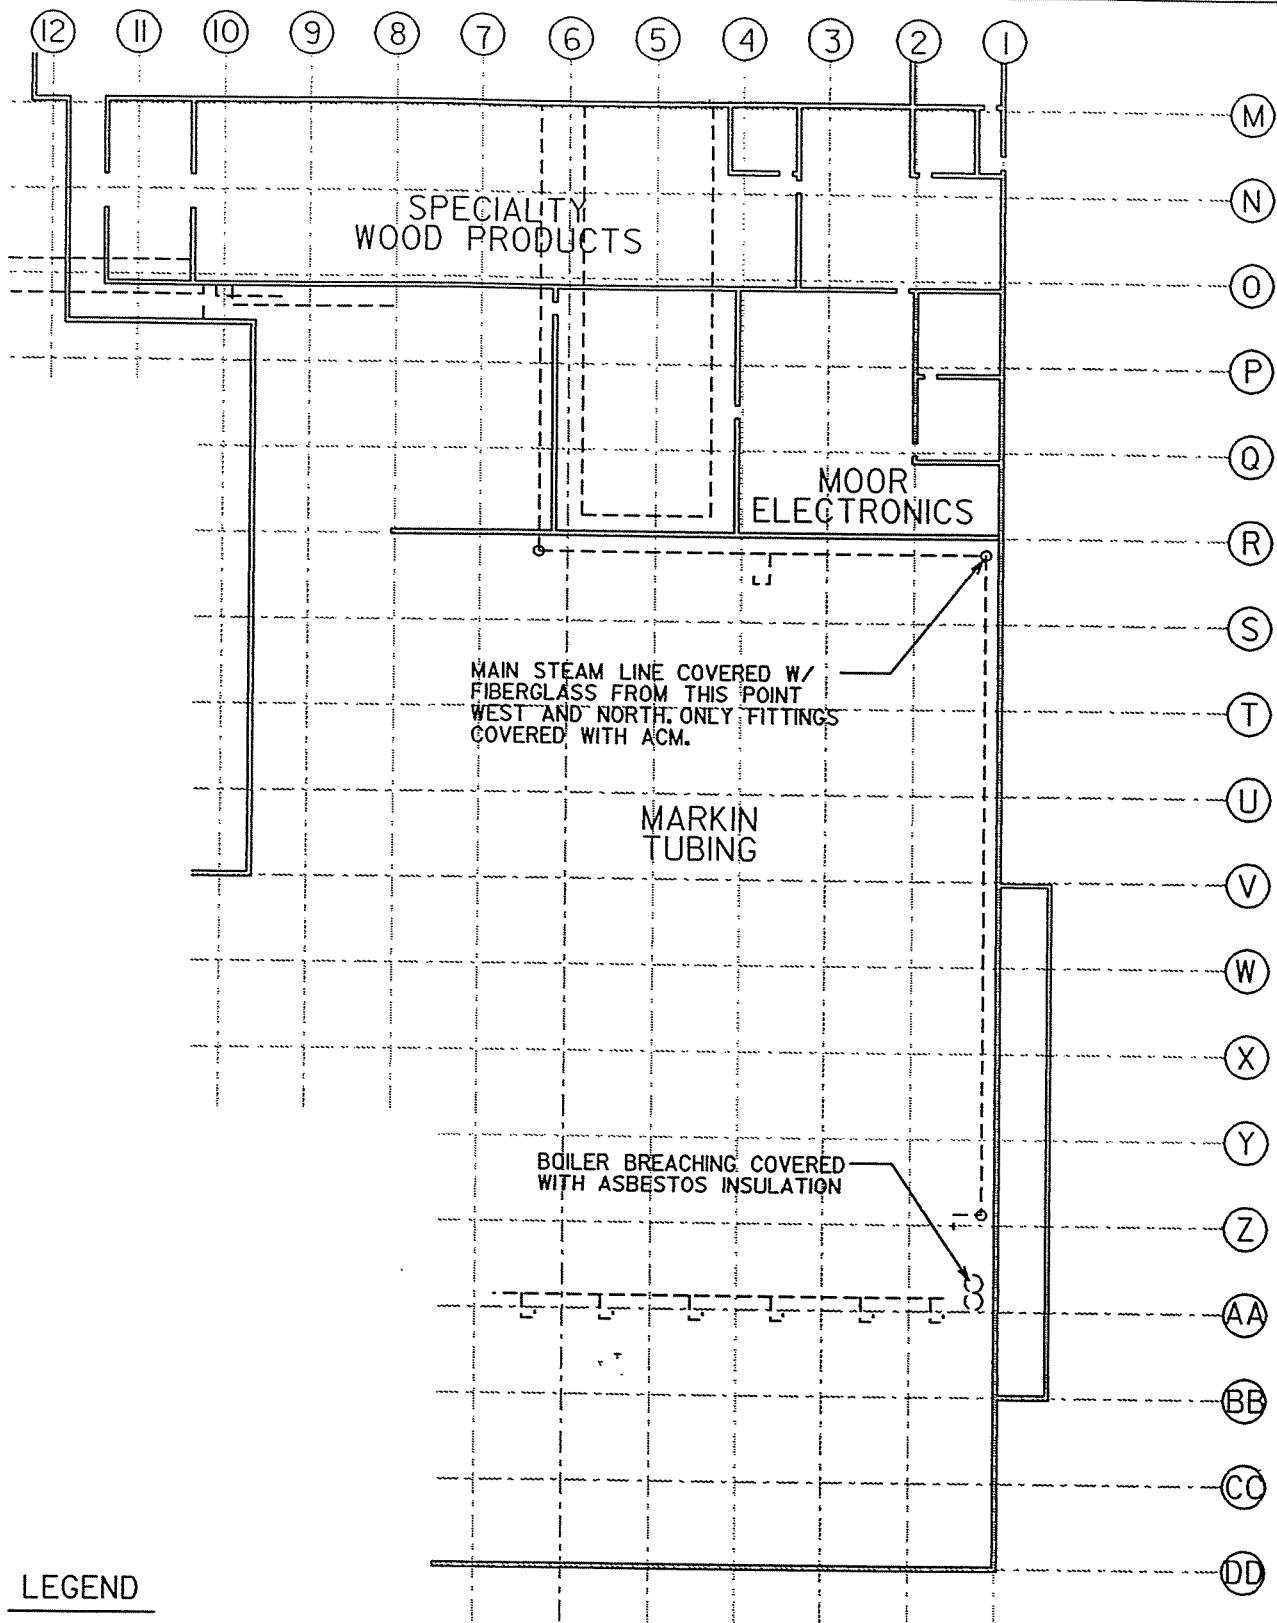 12 11 10 9 8 7 6 5 4 3 2 1
M
N
SPECIALTY
WOOD PRODUCTS
O
P
Q
MOOR
ELECTRONICS
R
S
MAIN STEAM LINE COVERED W/
FIBERGLASS FROM THIS POINT
WEST AND NORTH. ONLY FITTINGS
COVERED WITH ACM.
T
U
MARKIN
TUBING
V
W
X
Y
BOILER BREACHING COVERED
WITH ASBESTOS INSULATION
Z
AA
BB
CC
DD
LEGEND